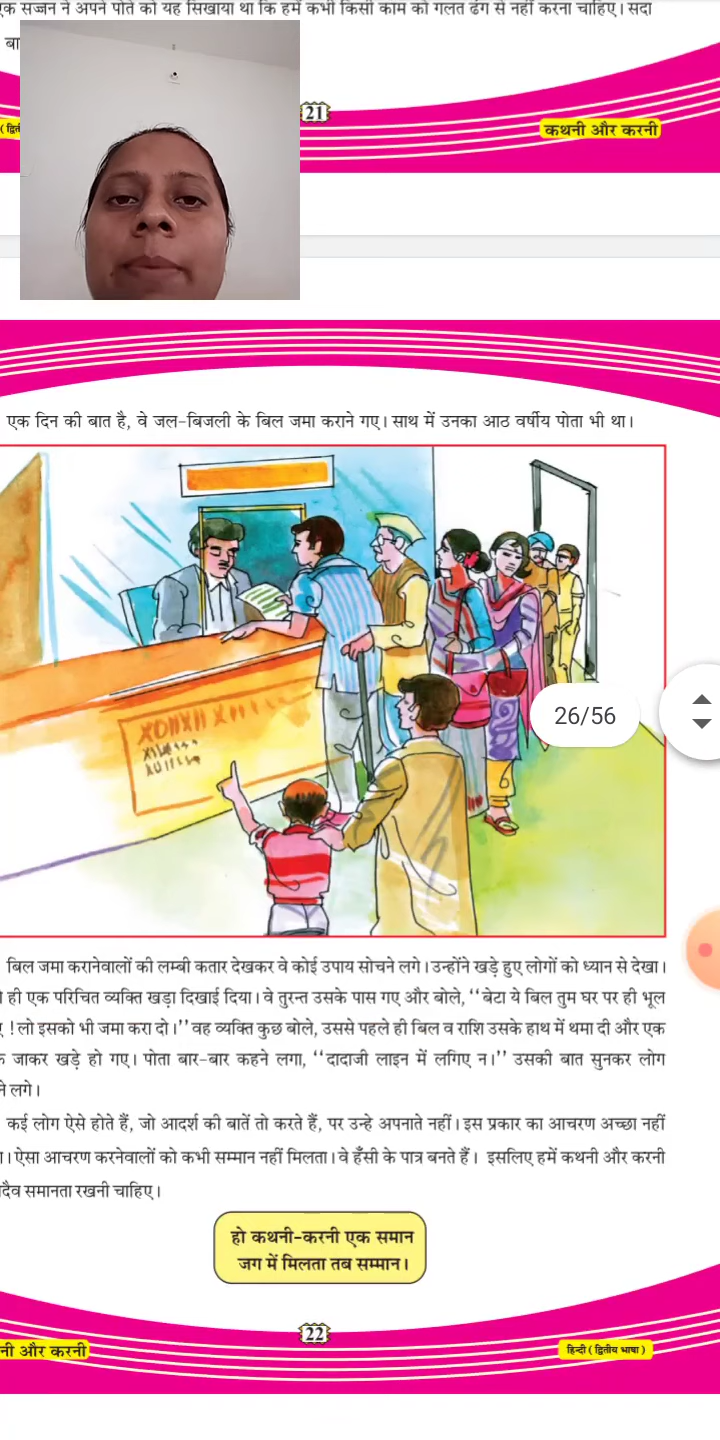 एक सज्जन ने अपने पोते को यह सिखाया था कि हमें कभी किसी काम को गलत ढंग से नहीं करना चाहिए। सदा
बा
21
( द्वित
कथनी और करनी
एक दिन की बात है, वे जल-बिजली के बिल जमा कराने गए। साथ में उनका आठ वर्षीय पोता भी था।
26/56
बिल जमा करानेवालों की लम्बी कतार देखकर वे कोई उपाय सोचने लगे। उन्होंने खड़े हुए लोगों को ध्यान से देखा।
ही एक परिचित व्यक्ति खड़ा दिखाई दिया। वे तुरन्त उसके पास गए और बोले, ‘‘बेटा ये बिल तुम घर पर ही भूल
! लो इसको भी जमा करा दो।’’ वह व्यक्ति कुछ बोले, उससे पहले ही बिल व राशि उसके हाथ में थमा दी और एक
जाकर खड़े हो गए। पोता बार-बार कहने लगा, ‘‘दादाजी लाइन में लगिए न।’’ उसकी बात सुनकर लोग
ने लगे।
कई लोग ऐसे होते हैं, जो आदर्श की बातें तो करते हैं, पर उन्हे अपनाते नहीं। इस प्रकार का आचरण अच्छा नहीं
। ऐसा आचरण करनेवालों को कभी सम्मान नहीं मिलता। वे हँसी के पात्र बनते हैं। इसलिए हमें कथनी और करनी
दैव समानता रखनी चाहिए।
हो कथनी-करनी एक समान
जग में मिलता तब सम्मान।
22
नी और करनी
हिन्दी ( द्वितीय भाषा )